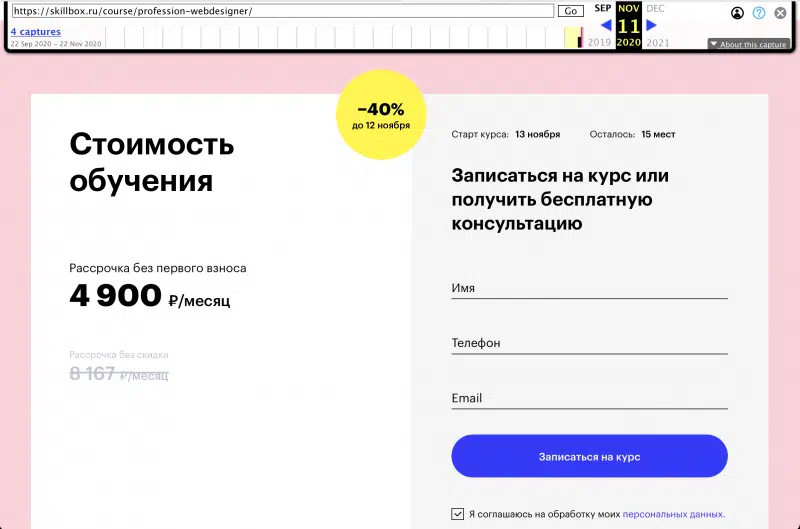 https://skillbox.ru/course/profession-webdesigner/
Go
SEP NOV DEC
11
2019 2020 2021
4 captures
22 Sep 2020 – 22 Nov 2020
About this capture
–40%
до 12 ноября
Стоимость
обучения
Рассрочка без первого взноса
4 900 ₽/месяц
Рассрочка без скидки
8 167 ₽/месяц
Старт курса: 13 ноября Осталось: 15 мест
Записаться на курс или
получить бесплатную
консультацию
Имя
Телефон
Email
Записаться на курс
Я соглашаюсь на обработку моих персональных данных.